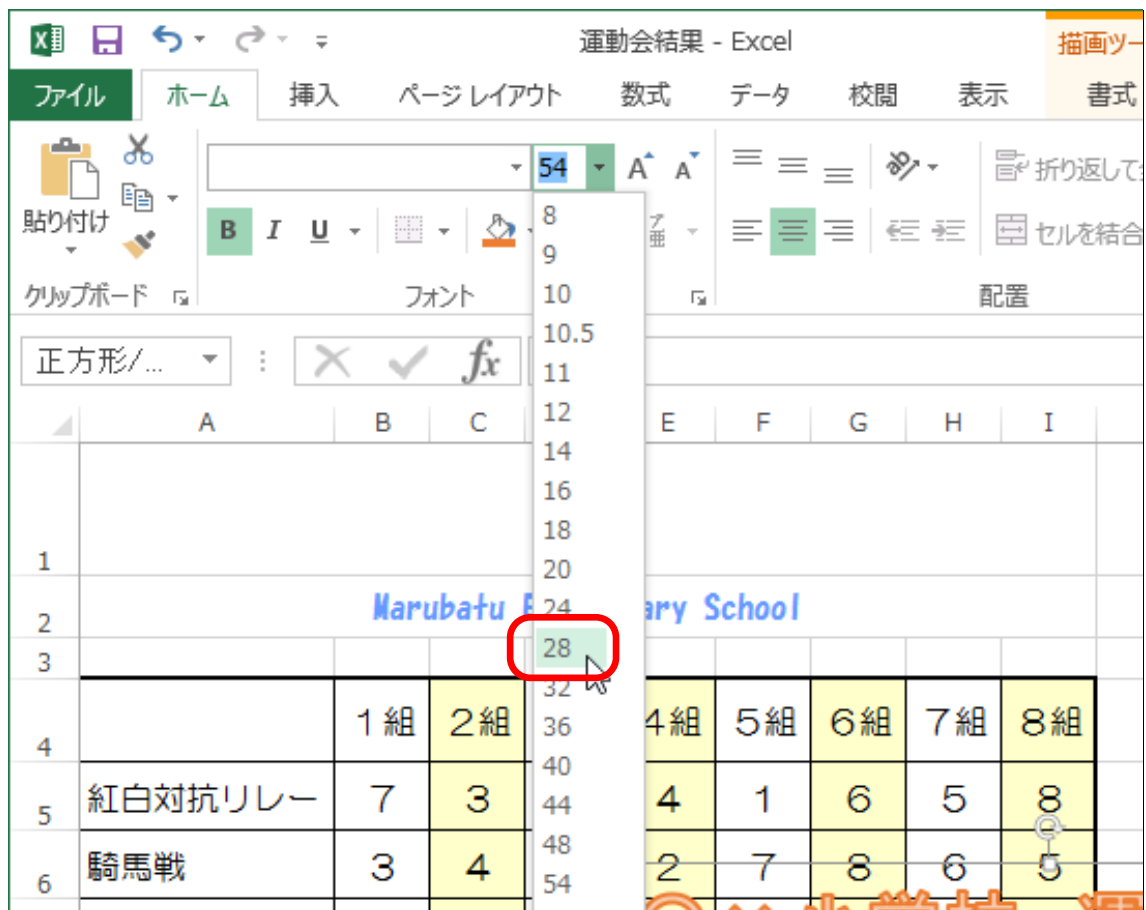 運動会結果 - Excel
描画ツー
ファイル ホーム 挿入 ページ レイアウト 数式 データ 校閲 表示 書式
54 A A
貼り付け
折り返して
B I U
ア亜
セルを結合
クリップボード フォント 配置
正方形/... fx
8
9
10
10.5
11
12
14
16
18
20
24
28
32
36
40
44
48
54
A B C E F G H I
1
2 Marubatu E ary School
3
4 1組 2組 4組 5組 6組 7組 8組
5 紅白対抗リレー 7 3 4 1 6 5 8
6 騎馬戦 3 4 2 7 8 6 5